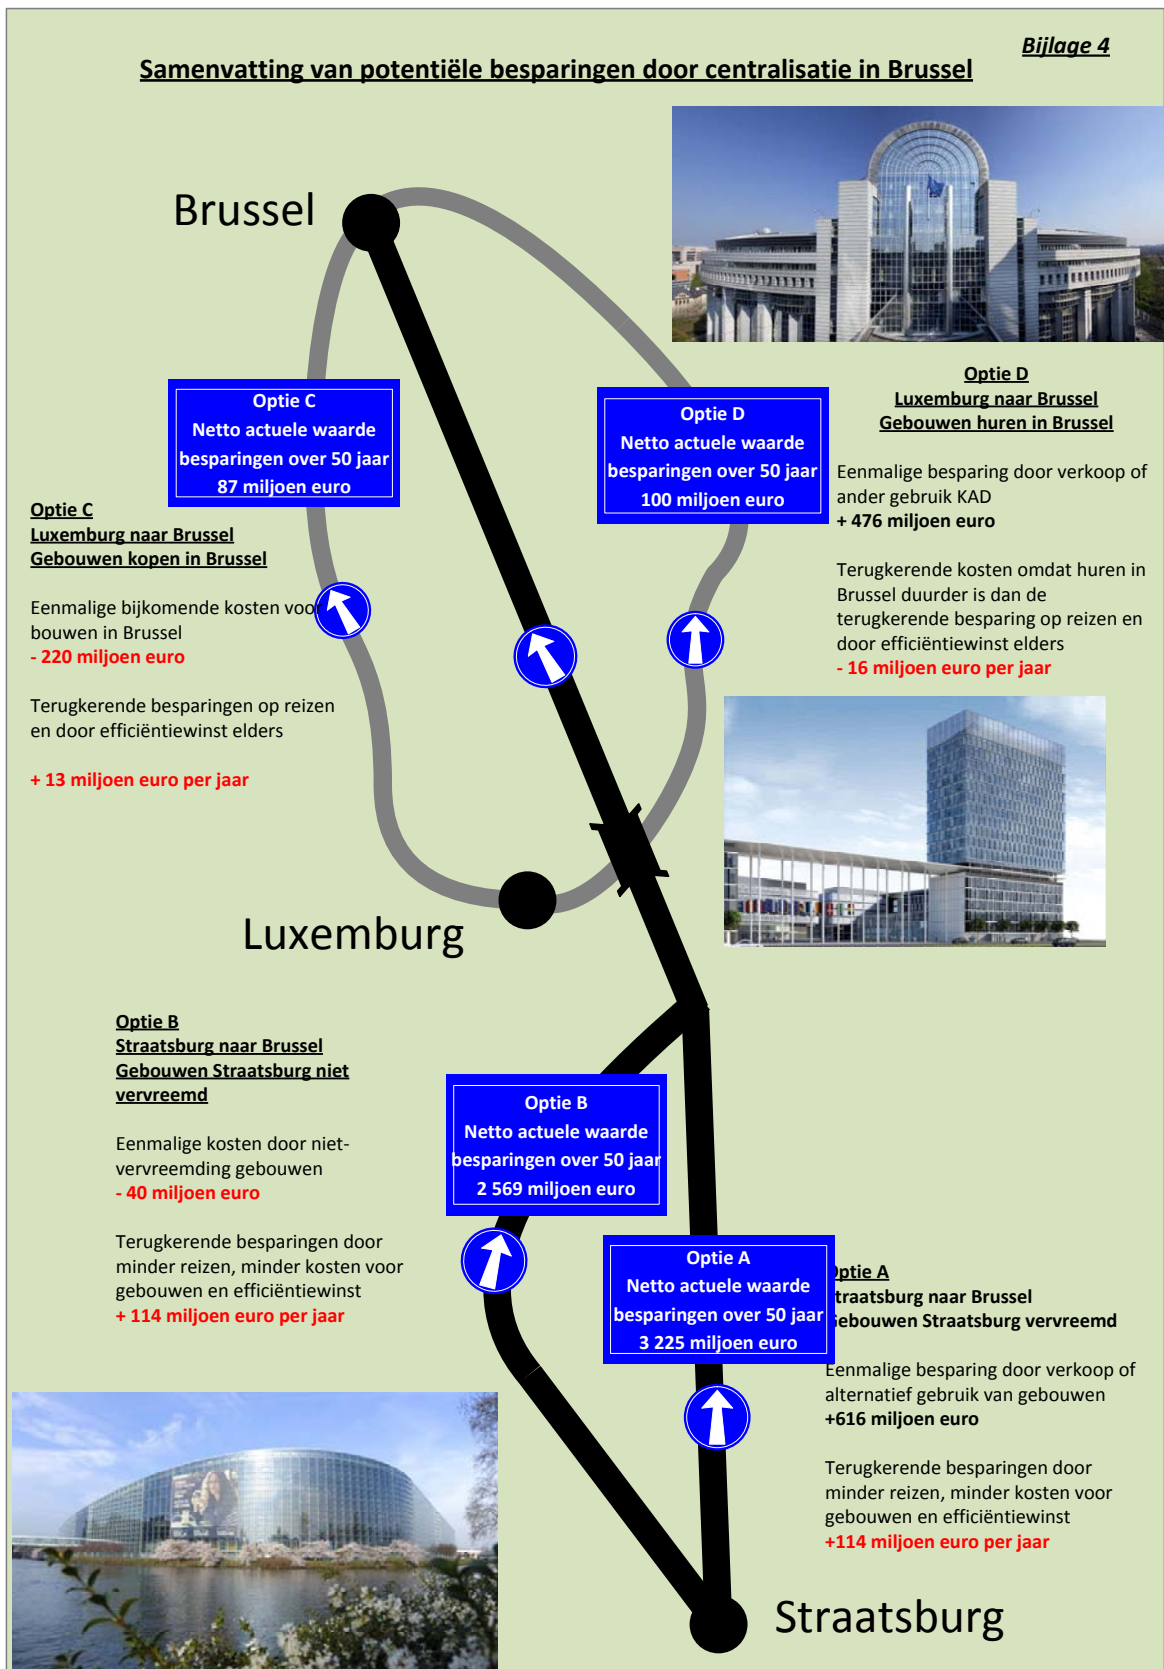 Bijlage 4
Samenvatting van potentiële besparingen door centralisatie in Brussel
Brussel
Optie C
Netto actuele waarde
besparingen over 50 jaar
87 miljoen euro
Optie D
Netto actuele waarde
besparingen over 50 jaar
100 miljoen euro
Optie D
Luxemburg naar Brussel
Gebouwen huren in Brussel
Eenmalige besparing door verkoop of
ander gebruik KAD
+ 476 miljoen euro
Terugkerende kosten omdat huren in
Brussel duurder is dan de
terugkerende besparing op reizen en
door efficiëntiewinst elders
- 16 miljoen euro per jaar
Optie C
Luxemburg naar Brussel
Gebouwen kopen in Brussel
Eenmalige bijkomende kosten voor
bouwen in Brussel
- 220 miljoen euro
Terugkerende besparingen op reizen
en door efficiëntiewinst elders
+ 13 miljoen euro per jaar
Luxemburg
Optie B
Straatsburg naar Brussel
Gebouwen Straatsburg niet
vervreemd
Eenmalige kosten door niet-
vervreemding gebouwen
- 40 miljoen euro
Terugkerende besparingen door
minder reizen, minder kosten voor
gebouwen en efficiëntiewinst
+ 114 miljoen euro per jaar
Optie B
Netto actuele waarde
besparingen over 50 jaar
2 569 miljoen euro
Optie A
Netto actuele waarde
besparingen over 50 jaar
3 225 miljoen euro
Optie A
Straatsburg naar Brussel
Gebouwen Straatsburg vervreemd
Eenmalige besparing door verkoop of
alternatief gebruik van gebouwen
+616 miljoen euro
Terugkerende besparingen door
minder reizen, minder kosten voor
gebouwen en efficiëntiewinst
+114 miljoen euro per jaar
Straatsburg